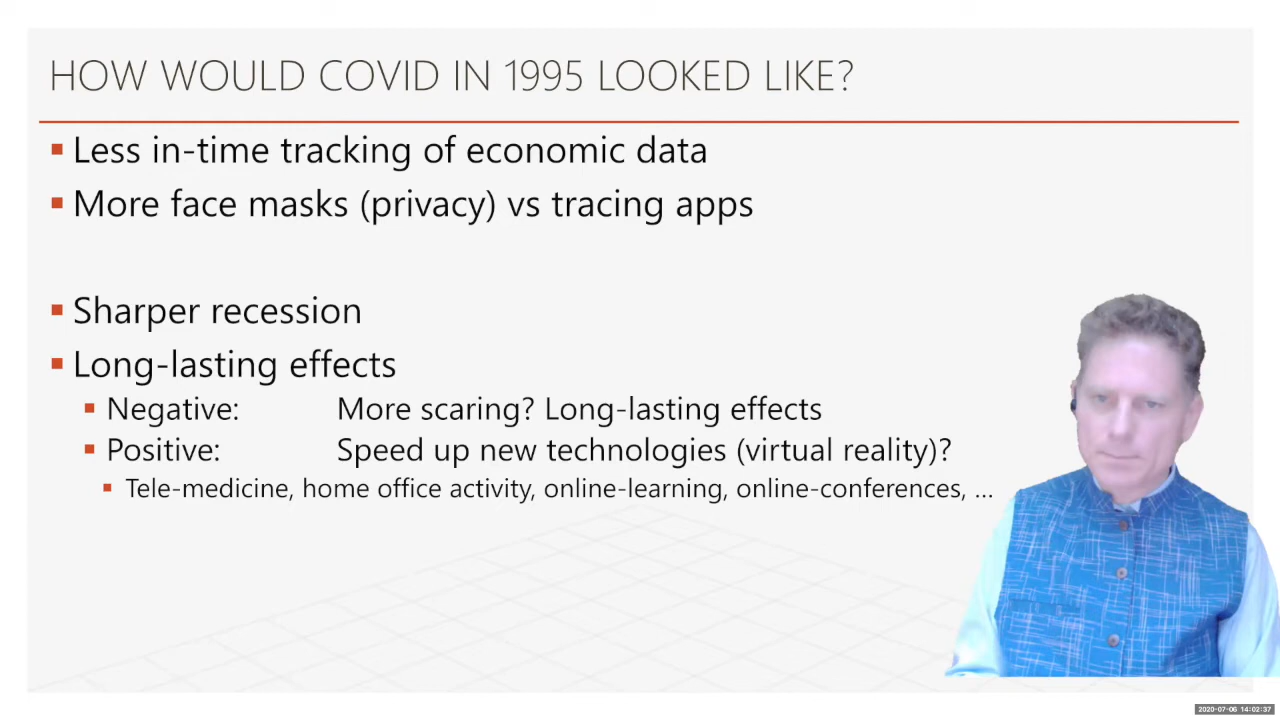 HOW WOULD COVID IN 1995 LOOKED LIKE?
Less in-time tracking of economic data
More face masks (privacy) vs tracing apps
Sharper recession
Long-lasting effects
Negative: More scaring? Long-lasting effects
Positive: Speed up new technologies (virtual reality)?
Tele-medicine, home office activity, online-learning, online-conferences, ...
2020-07-06 14:02:37